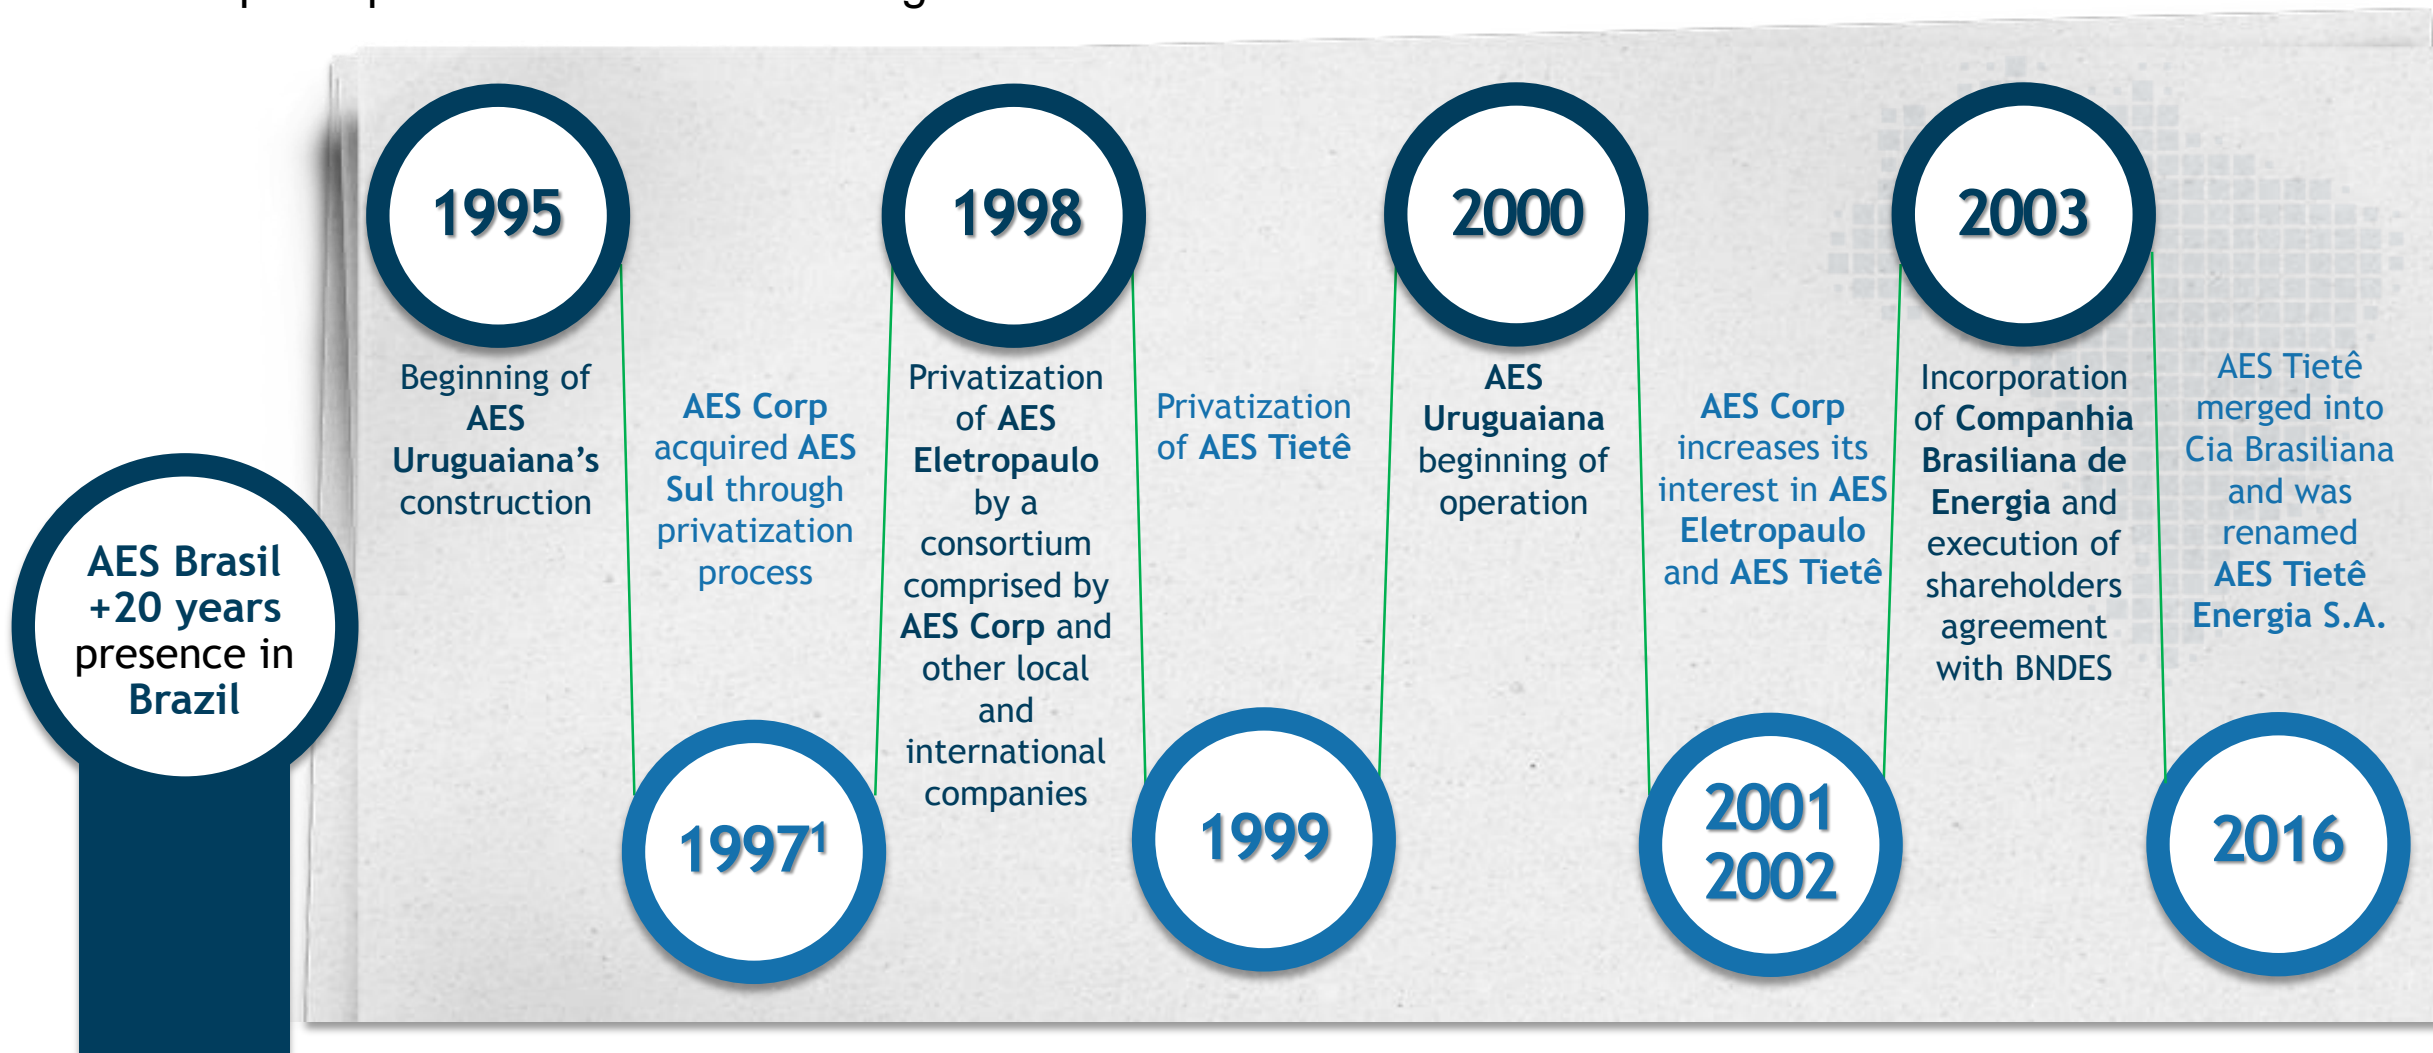 1995
Beginning of
AES
Uruguaiana’s
construction
AES Corp
acquired AES
Sul through
privatization
process
1997¹
1998
Privatization
of AES
Eletropaulo
by a
consortium
comprised by
AES Corp and
other local
and
international
companies
Privatization
of AES Tietê
1999
2000
AES
Uruguaiana
beginning of
operation
AES Corp
increases its
interest in AES
Eletropaulo
and AES Tietê
2001
2002
2003
Incorporation
of Companhia
Brasiliana de
Energia and
execution of
shareholders
agreement
with BNDES
AES Tietê
merged into
Cia Brasiliana
and was
renamed
AES Tietê
Energia S.A.
2016
AES Brasil
+20 years
presence in
Brazil